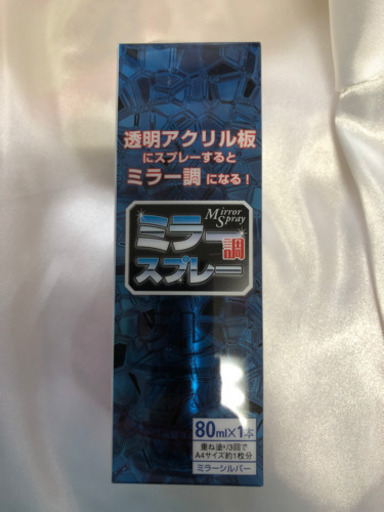 透明アクリル板
にスプレーすると
ミラー調になる!
Mirror
Spray
ミラー調
スプレー
80ml×1本
重ね塗り3回で
A4サイズ約1枚分
ミラーシルバー